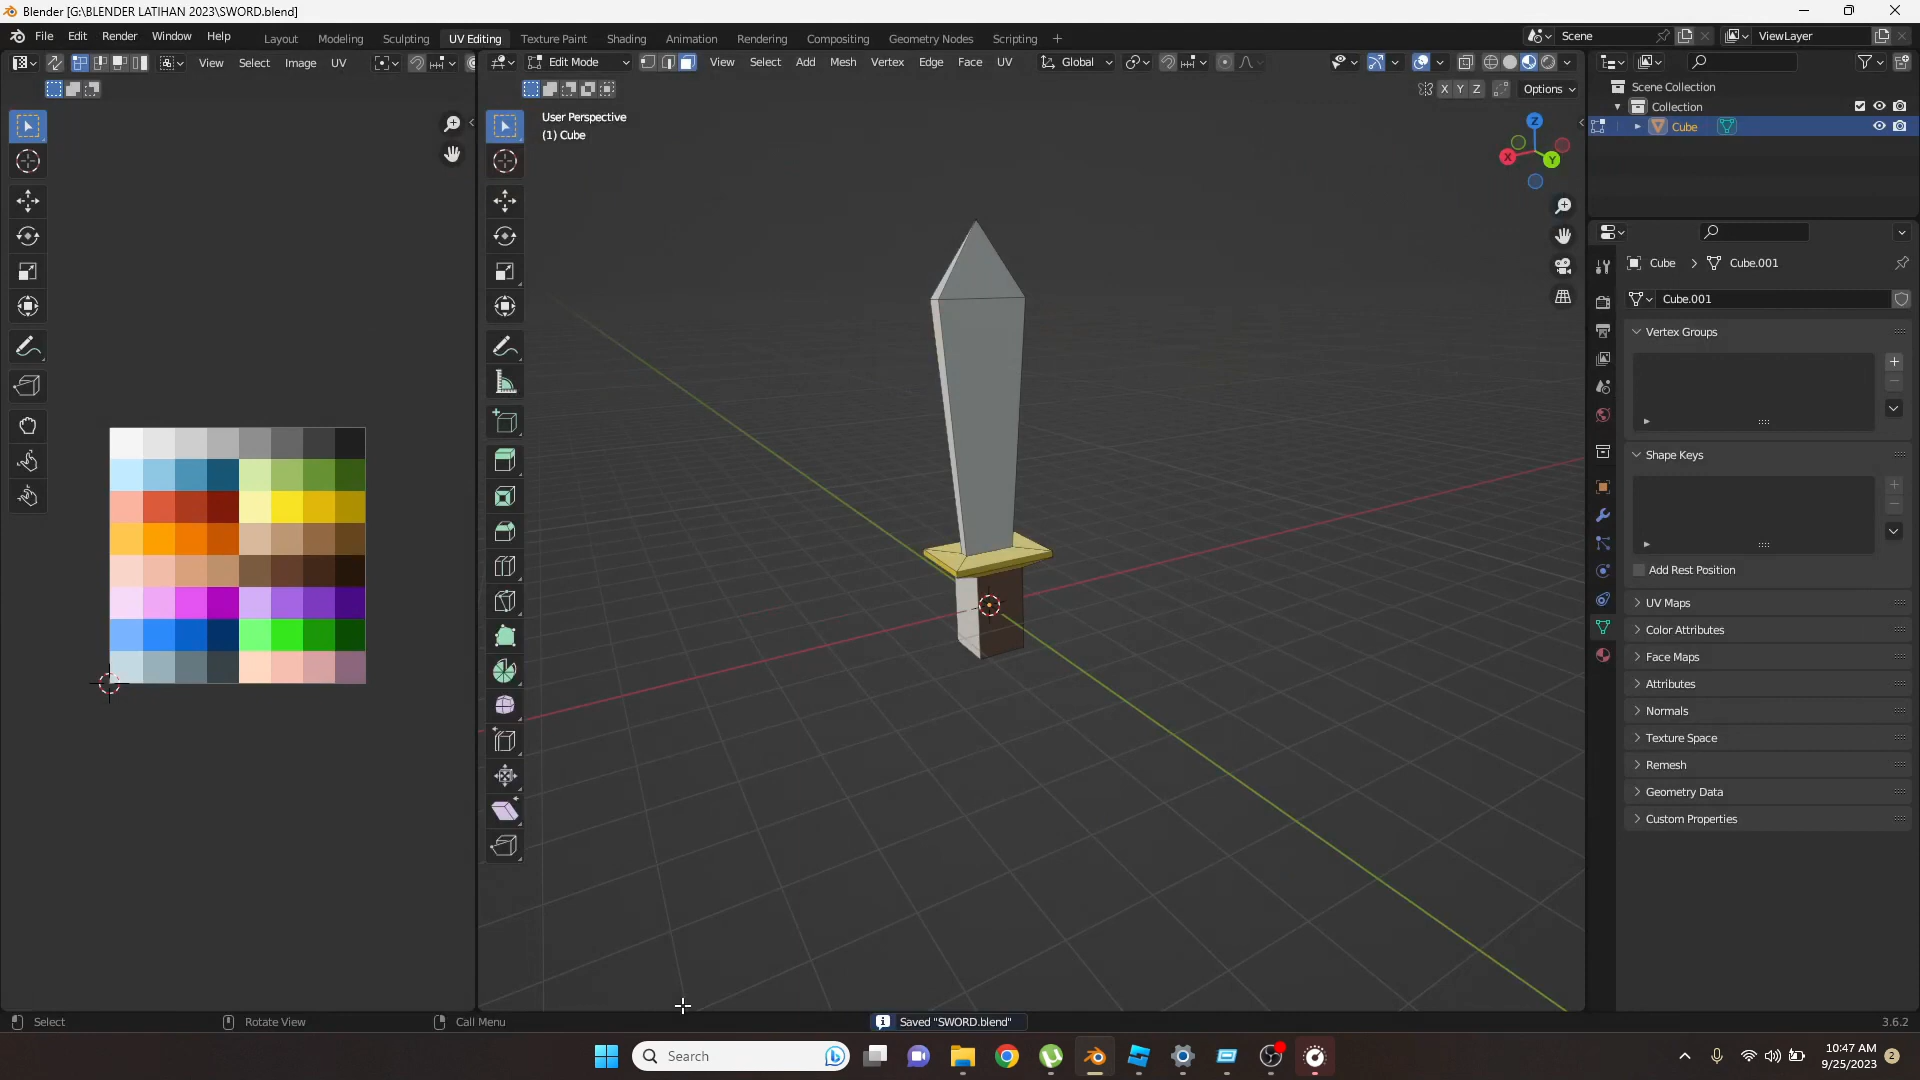 Blender [G:\BLENDER LATIHAN 2023\SWORD.blend]
File Edit Render Window Help
Layout Modeling Sculpting UV Editing Texture Paint Shading Animation Rendering Compositing Geometry Nodes Scripting +
Scene
ViewLayer
View Select Image UV
Edit Mode
View Select Add Mesh Vertex Edge Face UV
Global
X Y Z
Options
User Perspective
(1) Cube
Z
X
Y
Scene Collection
Collection
Cube
Cube > Cube.001
Cube.001
Vertex Groups
Shape Keys
Add Rest Position
UV Maps
Color Attributes
Face Maps
Attributes
Normals
Texture Space
Remesh
Geometry Data
Custom Properties
Select
Rotate View
Call Menu
Saved "SWORD.blend"
3.6.2
Search
10:47 AM
9/25/2023
2